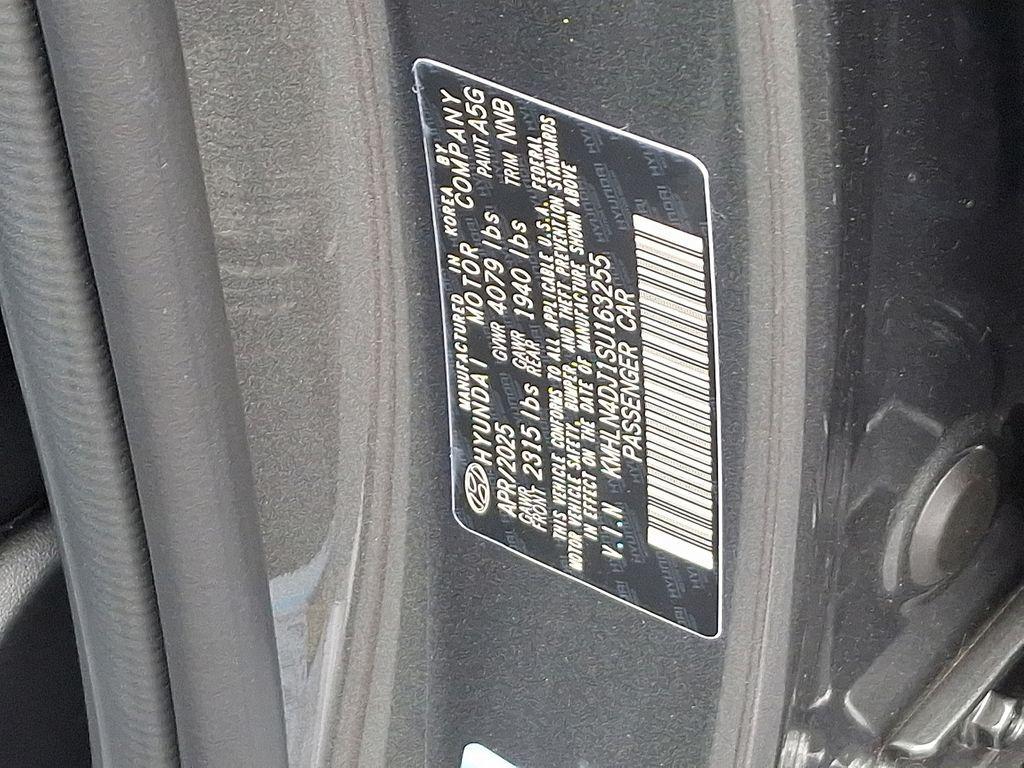 MANUFACTURED IN KOREA BY
HYUNDAI MOTOR COMPANY
APR/2025 GVWR 4079 lbs PAINT A5G
GAWR FRONT 2315 lbs GAWR REAR 1940 lbs TRIM NNB
THIS VEHICLE CONFORMS TO ALL APPLICABLE U.S.A. FEDERAL
MOTOR VEHICLE SAFETY, BUMPER, AND THEFT PREVENTION STANDARDS
IN EFFECT ON THE DATE OF MANUFACTURE SHOWN ABOVE
V.I.N KMHLN4DJ1SU163255
PASSENGER CAR